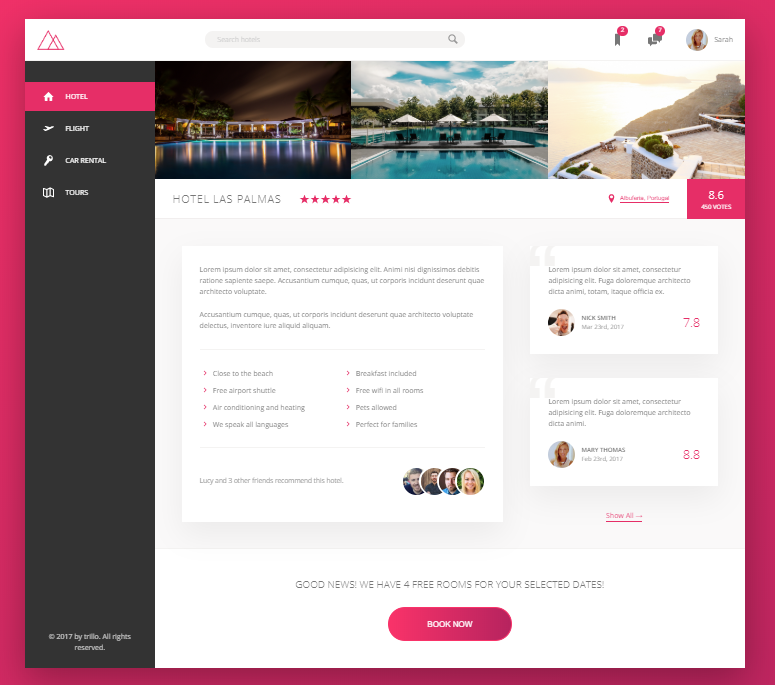 Search hotels
2
7
Sarah
HOTEL
FLIGHT
CAR RENTAL
TOURS
© 2017 by trillo. All rights
reserved.
HOTEL LAS PALMAS
Albufeira, Portugal
8.6
450 VOTES
Lorem ipsum dolor sit amet, consectetur adipisicing elit. Animi nisi dignissimos debitis
ratione sapiente saepe. Accusantium cumque, quas, ut corporis incidunt deserunt quae
architecto voluptate.
Accusantium cumque, quas, ut corporis incidunt deserunt quae architecto voluptate
delectus, inventore iure aliquid aliquam.
Close to the beach
Breakfast included
Free airport shuttle
Free wifi in all rooms
Air conditioning and heating
Pets allowed
We speak all languages
Perfect for families
Lucy and 3 other friends recommend this hotel.
“
Lorem ipsum dolor sit amet, consectetur
adipisicing elit. Fuga doloremque architecto
dicta animi, totam, itaque officia ex.
NICK SMITH
Mar 23rd, 2017
7.8
“
Lorem ipsum dolor sit amet, consectetur
adipisicing elit. Fuga doloremque architecto
dicta animi.
MARY THOMAS
Feb 23rd, 2017
8.8
Show All →
GOOD NEWS! WE HAVE 4 FREE ROOMS FOR YOUR SELECTED DATES!
BOOK NOW